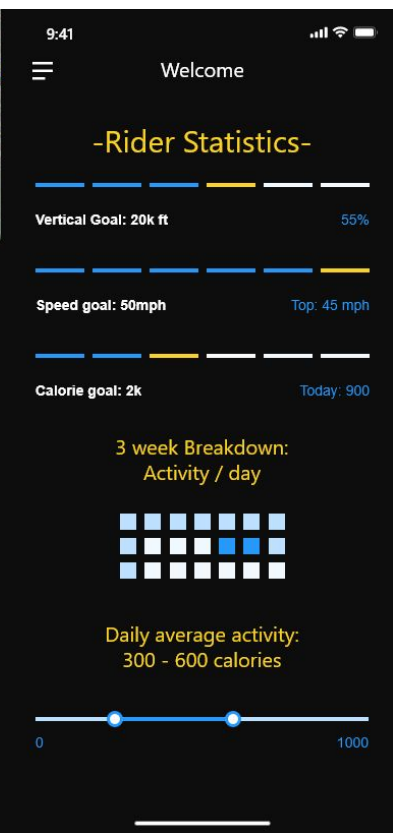 9:41
Welcome
-Rider Statistics-
Vertical Goal: 20k ft 55%
Speed goal: 50mph Top: 45 mph
Calorie goal: 2k Today: 900
3 week Breakdown:
Activity / day
Daily average activity:
300 - 600 calories
0 1000